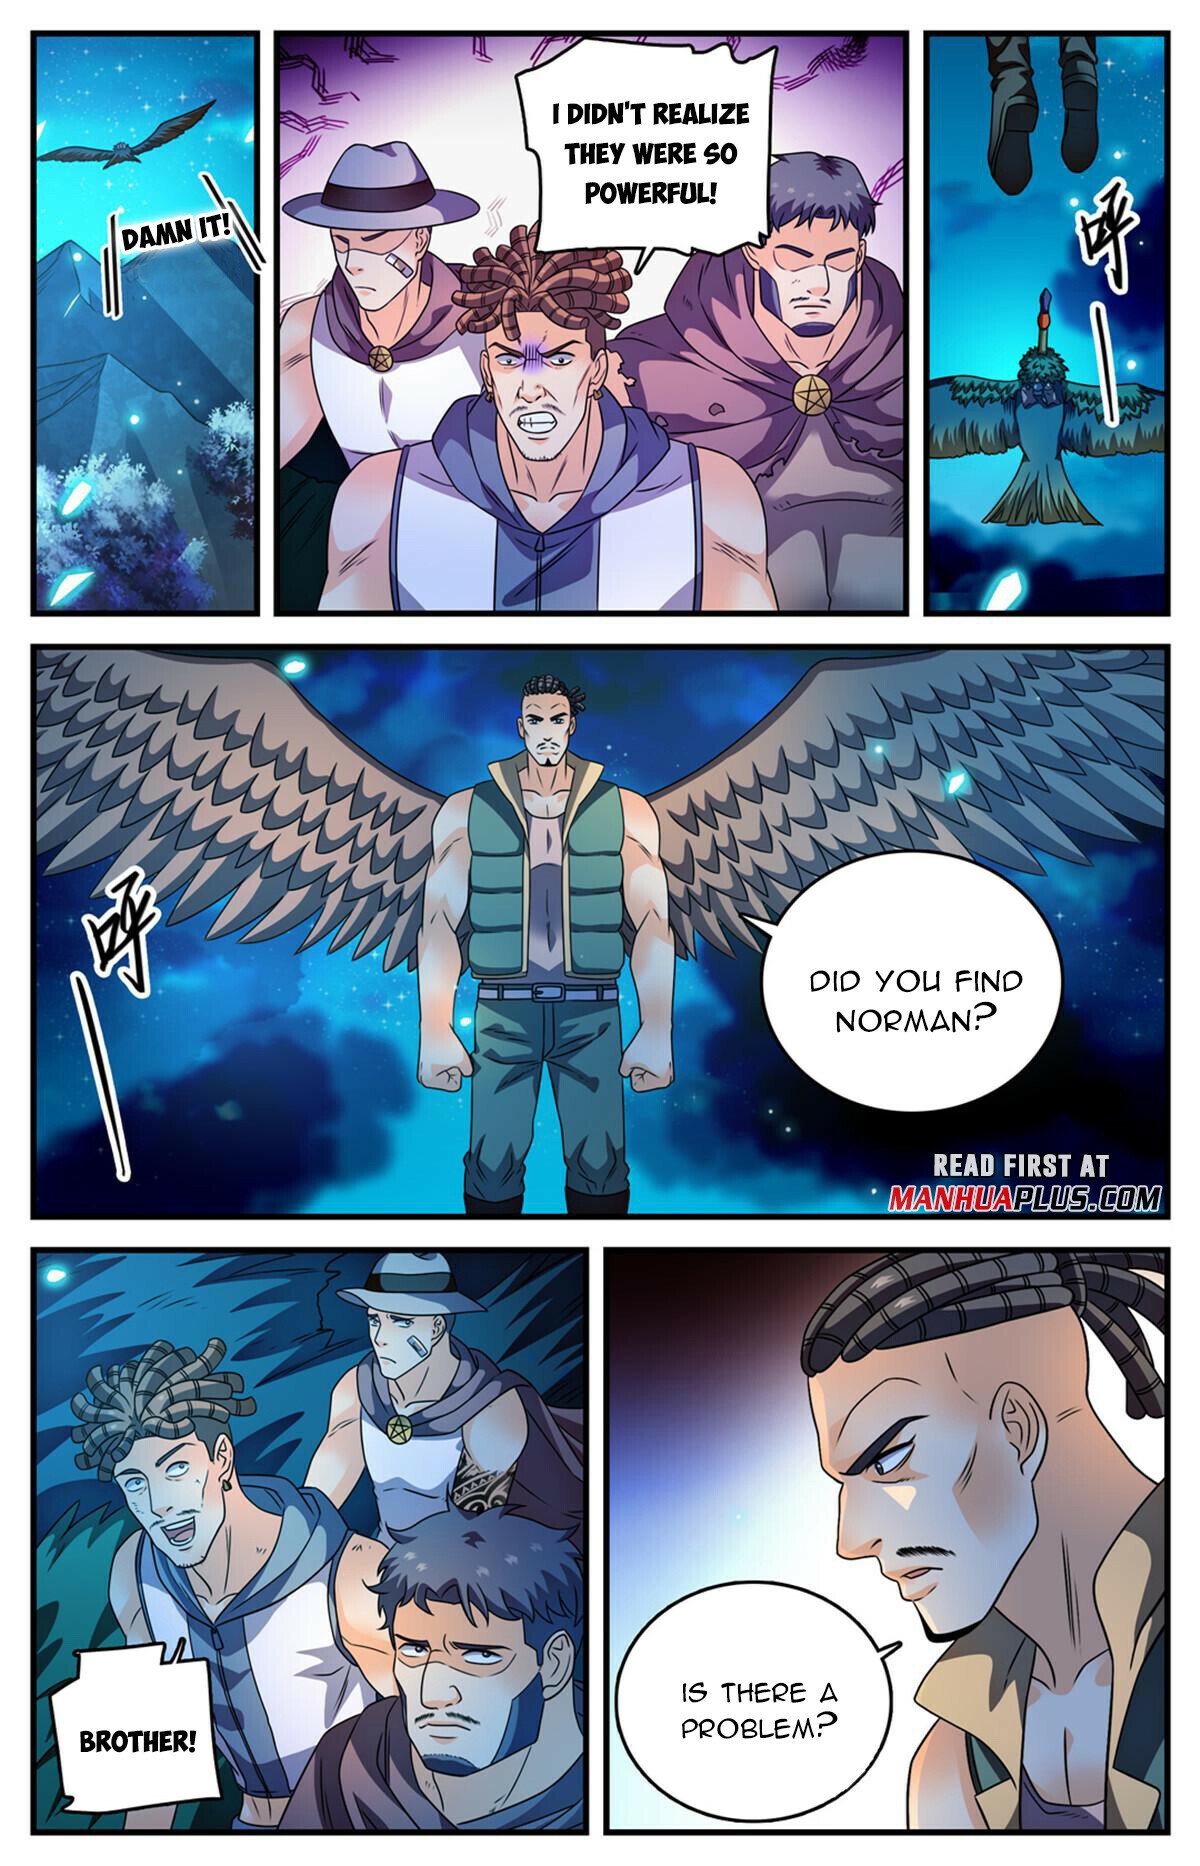 DAMN IT!
I DIDN'T REALIZE
THEY WERE SO
POWERFUL!
呼
呼
DID YOU FIND
NORMAN?
READ FIRST AT
MANHUAPLUS.COM
BROTHER!
IS THERE A
PROBLEM?